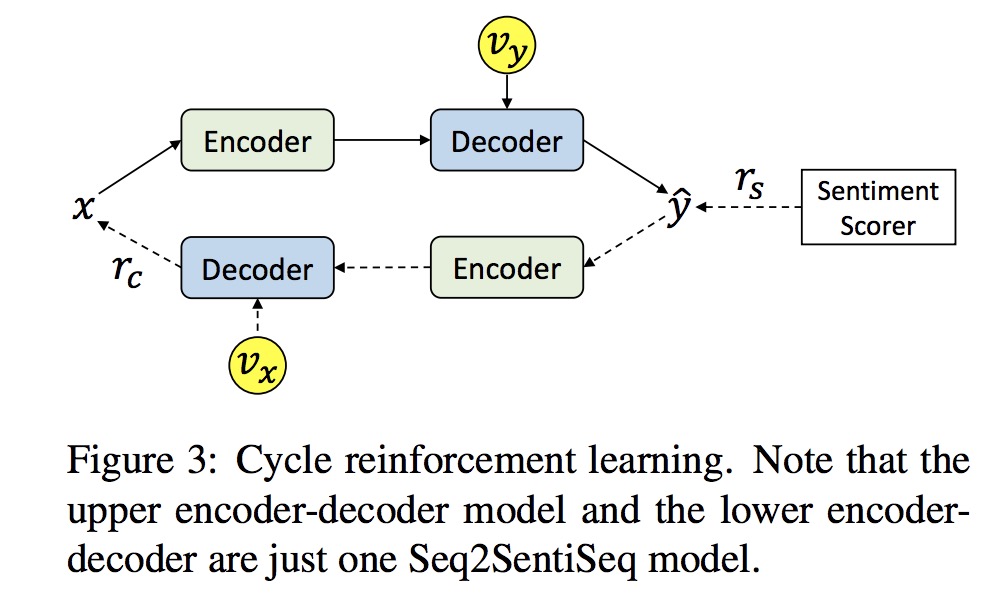 v_y
Encoder
Decoder
x
ŷ
r_s
Sentiment
Scorer
r_c
Decoder
Encoder
v_x
Figure 3: Cycle reinforcement learning. Note that the
upper encoder-decoder model and the lower encoder-
decoder are just one Seq2SentiSeq model.